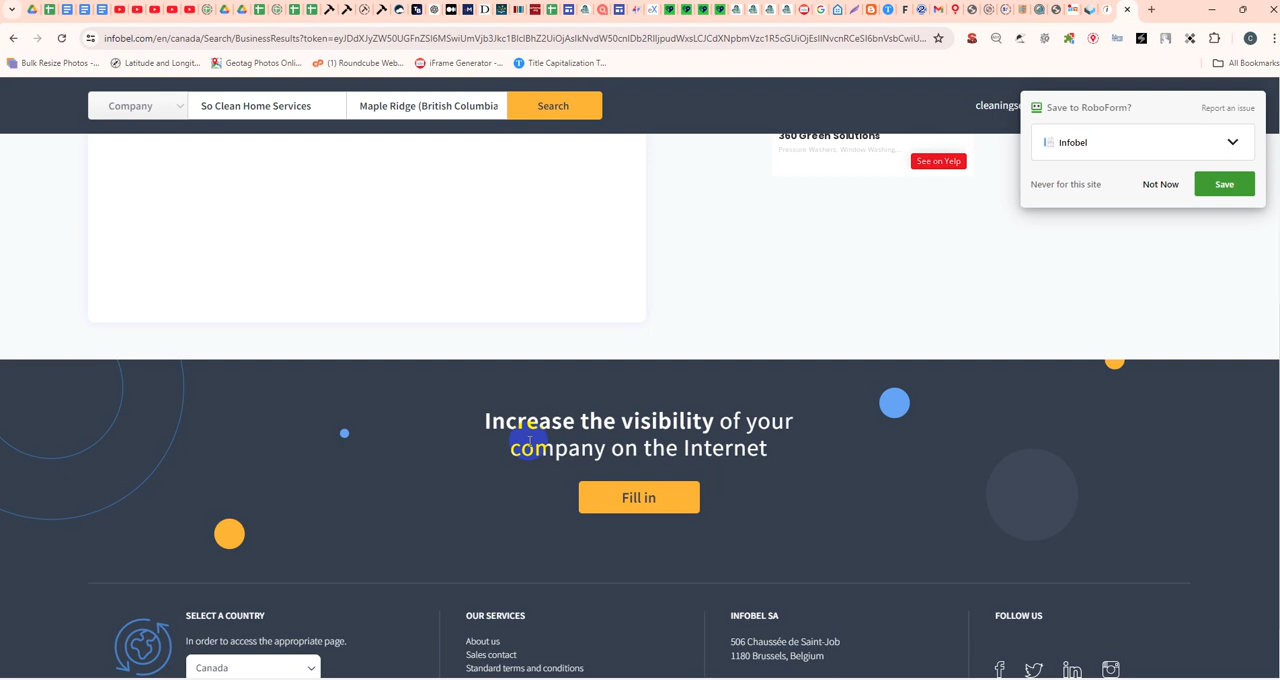 infobel.com/en/canada/Search/BusinessResults?token=eyJDdXJyZW50UGFnZSI6MSwiUmVjb3Jkc1BlclBhZ2UiOjAsIkNvdW50cnlDb2RlIjpudWxsLCJCdXNpbmVzc1R5cGUiOjEsIlNvcnRCeSI6bnVsbCwiU...
Bulk Resize Photos -...
Latitude and Longit...
Geotag Photos Onli...
(1) Roundcube Web...
iFrame Generator -...
Title Capitalization T...
All Bookmarks
Company
So Clean Home Services
Maple Ridge (British Columbia
Search
cleaningso
Save to RoboForm?
Report an issue
Infobel
Never for this site
Not Now
Save
360 Green Solutions
Pressure Washers, Window Washing...
See on Yelp
Increase the visibility of your
company on the Internet
Fill in
SELECT A COUNTRY
In order to access the appropriate page.
Canada
OUR SERVICES
About us
Sales contact
Standard terms and conditions
INFOBEL SA
506 Chaussée de Saint-Job
1180 Brussels, Belgium
FOLLOW US